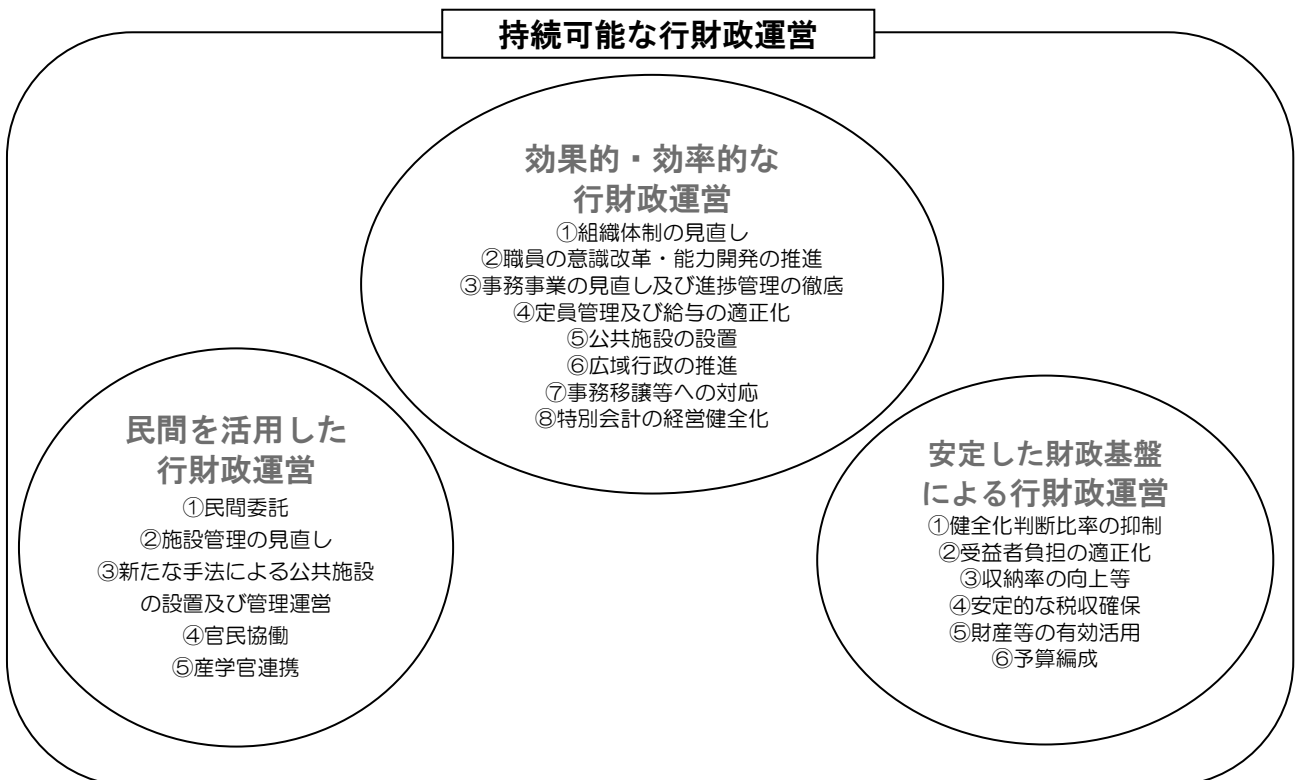 持続可能な行財政運営
効果的・効率的な
行財政運営
①組織体制の見直し
②職員の意識改革・能力開発の推進
③事務事業の見直し及び進捗管理の徹底
④定員管理及び給与の適正化
⑤公共施設の設置
⑥広域行政の推進
⑦事務移譲等への対応
⑧特別会計の経営健全化
民間を活用した
行財政運営
①民間委託
②施設管理の見直し
③新たな手法による公共施設
の設置及び管理運営
④官民協働
⑤産学官連携
安定した財政基盤
による行財政運営
①健全化判断比率の抑制
②受益者負担の適正化
③収納率の向上等
④安定的な税収確保
⑤財産等の有効活用
⑥予算編成